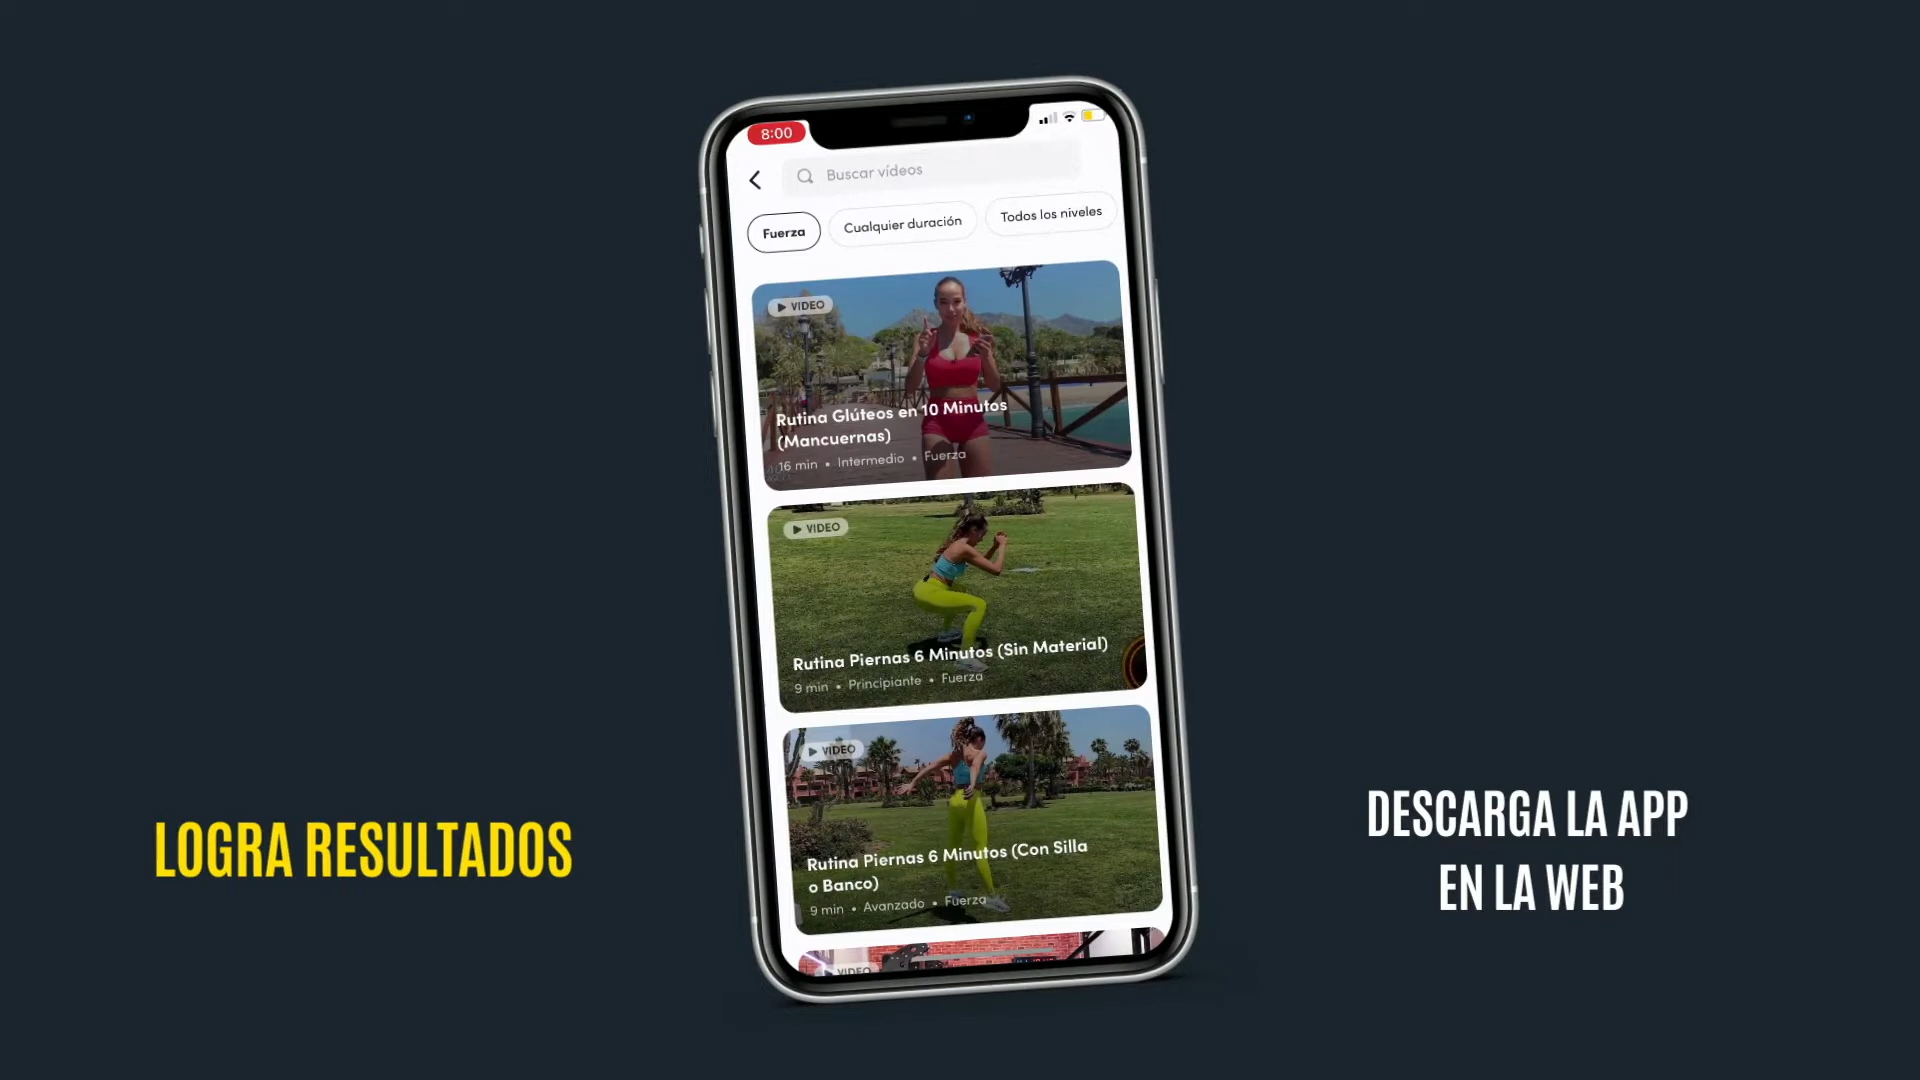 8:00
Buscar vídeos
Fuerza
Cualquier duración
Todos los niveles
VIDEO
Rutina Glúteos en 10 Minutos
(Mancuernas)
16 min • Intermedio • Fuerza
VIDEO
Rutina Piernas 6 Minutos (Sin Material)
9 min • Principiante • Fuerza
VIDEO
Rutina Piernas 6 Minutos (Con Silla
o Banco)
9 min • Avanzado • Fuerza
VIDEO
LOGRA RESULTADOS
DESCARGA LA APP
EN LA WEB